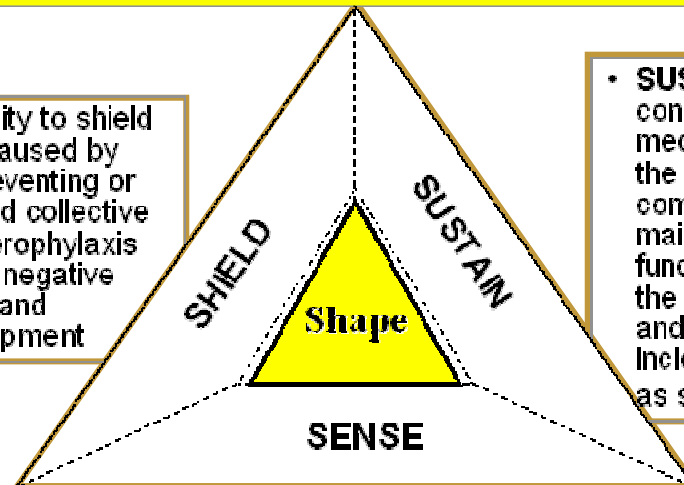 ity to shield
aused by
eventing or
d collective
prophylaxis
negative
and
pment
SHIELD
SUSTAIN
Shape
SENSE
• SUS
con
med
the
com
mai
func
the
and
Incl
as s